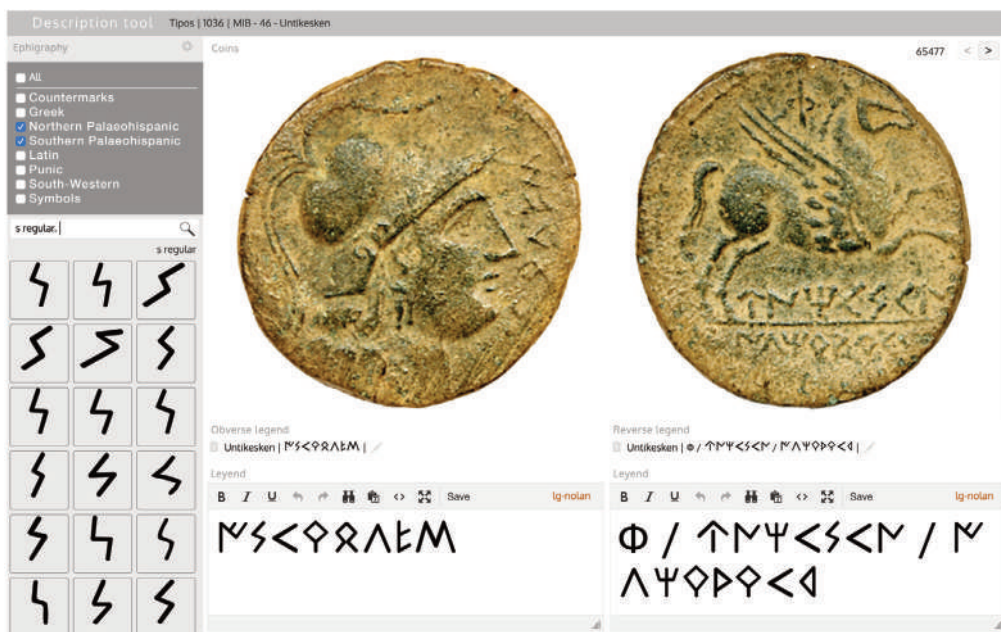 Description tool Tipos | 1036 | MIB - 46 - Untikesken
Ephigraphy
All
Countermarks
Greek
Northern Palaeohispanic
Southern Palaeohispanic
Latin
Punic
South-Western
Symbols
s regular.
s regular
Coins
65477 < >
Obverse legend
Untikesken | |
Leyend
B I U <> Save lg-nolan
Reverse legend
Untikesken | Φ / / |
Leyend
B I U <> Save lg-nolan
Φ / /